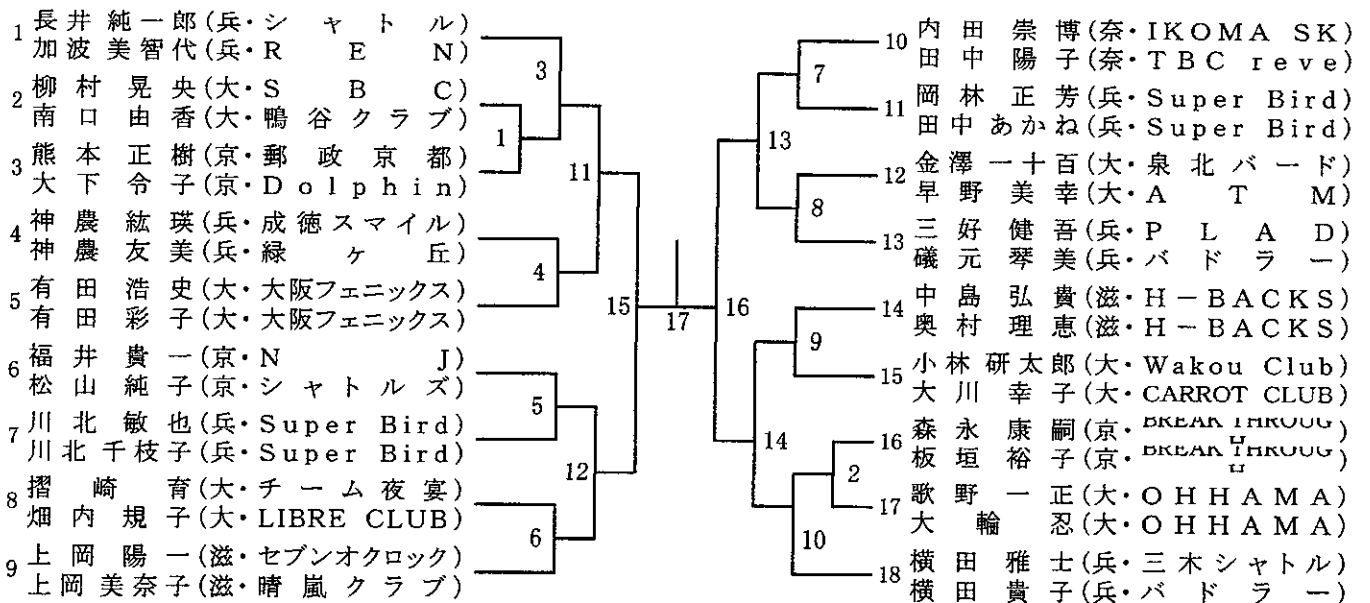 1
長井純一郎(兵・シャトル)
加波美智代(兵・REN)
2
柳村晃央(大・SBC)
南口由香(大・鴨谷クラブ)
3
熊本正樹(京・郵政京都)
大下令子(京・Dolphin)
4
神農紘瑛(兵・成徳スマイル)
神農友美(兵・緑ヶ丘)
5
有田浩史(大・大阪フェニックス)
有田彩子(大・大阪フェニックス)
6
福井貴一(京・NJ)
松山純子(京・シャトルズ)
7
川北敏也(兵・Super Bird)
川北千枝子(兵・Super Bird)
8
摺崎育(大・チーム夜宴)
畑内規子(大・LIBRE CLUB)
9
上岡陽一(滋・セブンオクロック)
上岡美奈子(滋・晴嵐クラブ)
3
1
11
4
15
5
12
6
17
16
13
7
8
9
14
2
10
10
内田崇博(奈・IKOMA SK)
田中陽子(奈・TBC reve)
11
岡林正芳(兵・Super Bird)
田中あかね(兵・Super Bird)
12
金澤一十百(大・泉北バード)
早野美幸(大・ATM)
13
三好健吾(兵・PLAD)
礒元琴美(兵・バドラー)
14
中島弘貴(滋・H-BACKS)
奥村理恵(滋・H-BACKS)
15
小林研太郎(大・Wakou Club)
大川幸子(大・CARROT CLUB)
16
森永康嗣(京・BREAK THROUGH)
板垣裕子(京・BREAK THROUGH)
17
歌野一正(大・OHHAMA)
大輪忍(大・OHHAMA)
18
横田雅士(兵・三木シャトル)
横田貴子(兵・バドラー)